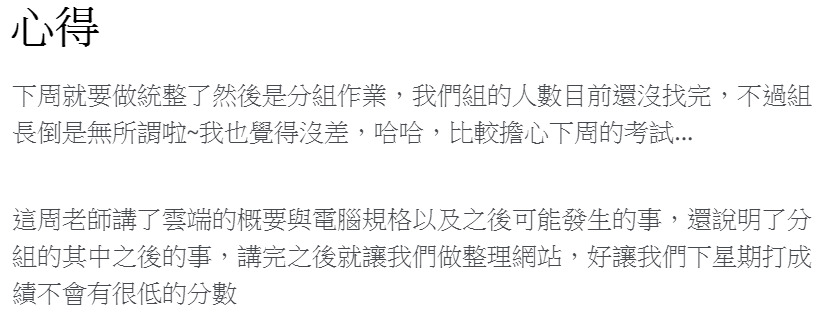 心得
下周就要做統整了然後是分組作業，我們組的人數目前還沒找完，不過組
長倒是無所謂啦~我也覺得沒差，哈哈，比較擔心下周的考試...
這周老師講了雲端的概要與電腦規格以及之後可能發生的事，還說明了分
組的其中之後的事，講完之後就讓我們做整理網站，好讓我們下星期打成
績不會有很低的分數